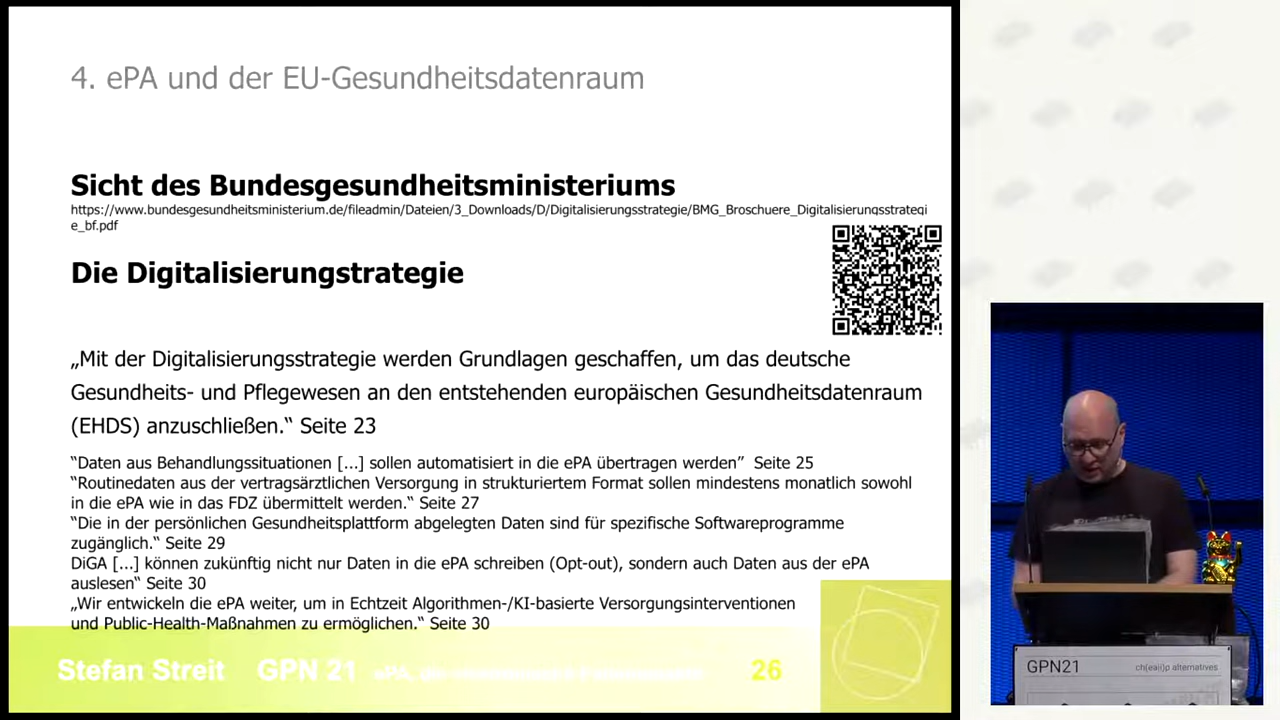 4. ePA und der EU-Gesundheitsdatenraum
Sicht des Bundesgesundheitsministeriums
https://www.bundesgesundheitsministerium.de/fileadmin/Dateien/3_Downloads/D/Digitalisierungsstrategie/BMG_Broschuere_Digitalisierungsstrategi
e_bf.pdf
Die Digitalisierungstrategie
„Mit der Digitalisierungsstrategie werden Grundlagen geschaffen, um das deutsche
Gesundheits- und Pflegewesen an den entstehenden europäischen Gesundheitsdatenraum
(EHDS) anzuschließen.“ Seite 23
“Daten aus Behandlungssituationen [...] sollen automatisiert in die ePA übertragen werden” Seite 25
“Routinedaten aus der vertragsärztlichen Versorgung in strukturiertem Format sollen mindestens monatlich sowohl
in die ePA wie in das FDZ übermittelt werden.“ Seite 27
“Die in der persönlichen Gesundheitsplattform abgelegten Daten sind für spezifische Softwareprogramme
zugänglich.“ Seite 29
DiGA [...] können zukünftig nicht nur Daten in die ePA schreiben (Opt-out), sondern auch Daten aus der ePA
auslesen“ Seite 30
„Wir entwickeln die ePA weiter, um in Echtzeit Algorithmen-/KI-basierte Versorgungsinterventionen
und Public-Health-Maßnahmen zu ermöglichen.“ Seite 30
Stefan Streit GPN 21 ePA, 26
GPN21 ch(ea|i)p alternatives